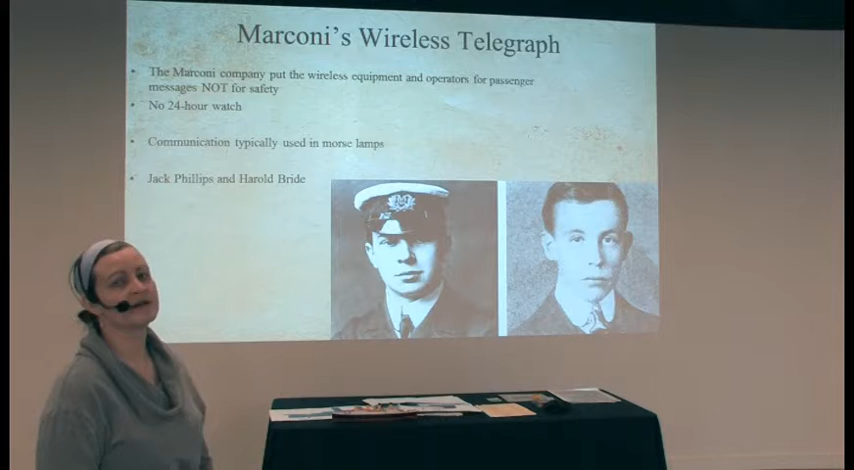 Marconi's Wireless Telegraph
• The Marconi company put the wireless equipment and operators for passenger
messages NOT for safety
• No 24-hour watch
• Communication typically used in morse lamps
• Jack Phillips and Harold Bride